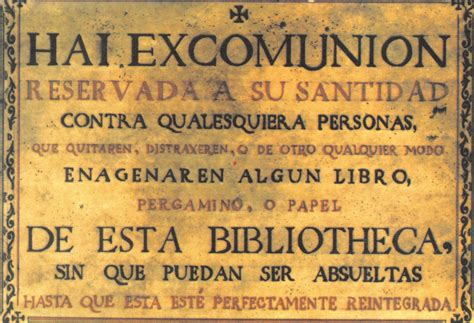 HAI EXCOMUNION
RESERVADA A SU SANTIDAD
CONTRA QUALESQUIERA PERSONAS,
QUE QUITAREN, DISTRAXEREN, O DE OTRO QUALQUIER MODO
ENAGENAREN ALGUN LIBRO,
PERGAMINO, O PAPEL
DE ESTA BIBLIOTHECA,
SIN QUE PUEDAN SER ABSUELTAS
HASTA QUE ESTA ESTÉ PERFECTAMENTE REINTEGRADA